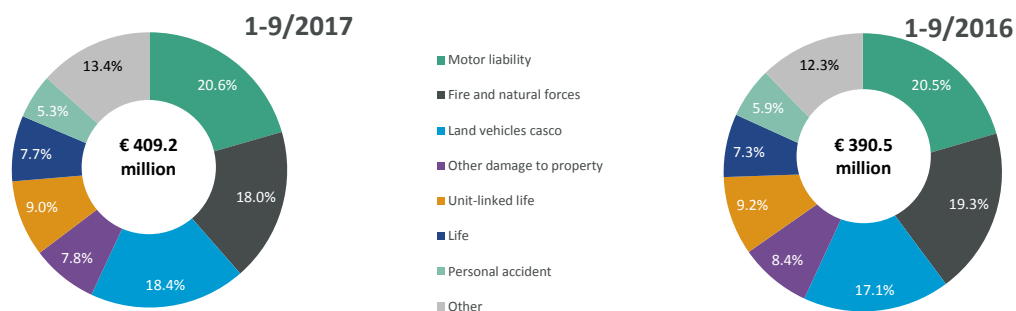 1-9/2017
13.4%
20.6%
5.3%
7.7%
€ 409.2
million
9.0%
18.0%
7.8%
18.4%
Motor liability
Fire and natural forces
Land vehicles casco
Other damage to property
Unit-linked life
Life
Personal accident
Other
1-9/2016
12.3%
20.5%
5.9%
7.3%
€ 390.5
million
9.2%
19.3%
8.4%
17.1%